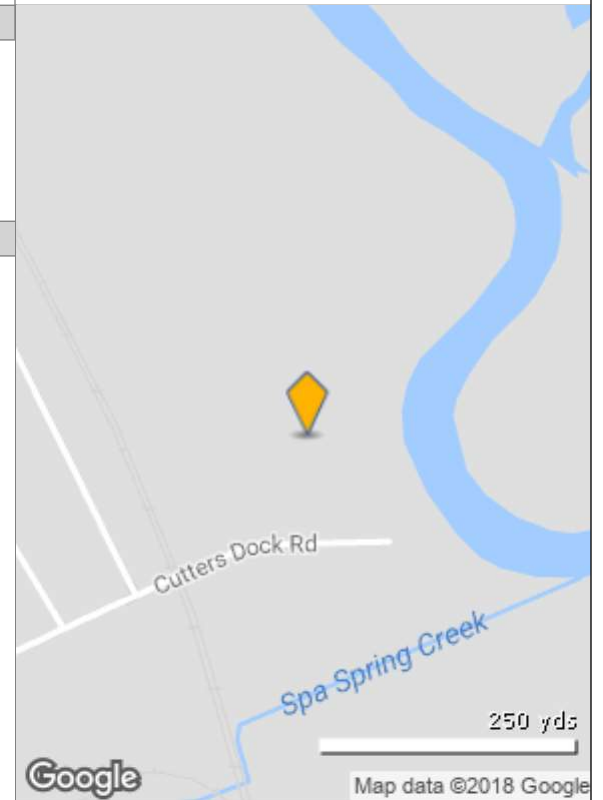 Cutters Dock Rd
Spa Spring Creek
250 yds
Google
Map data ©2018 Google